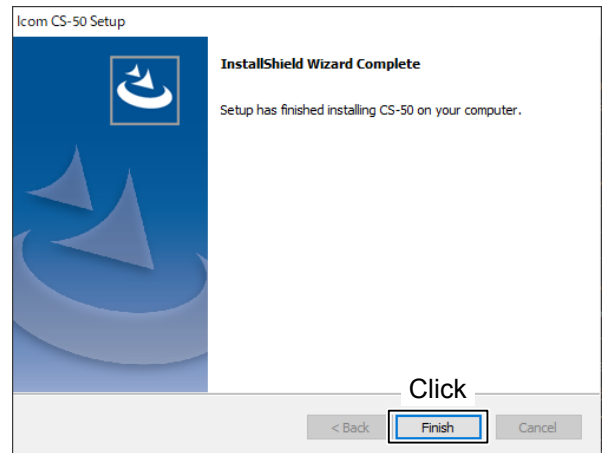 Icom CS-50 Setup
InstallShield Wizard Complete
Setup has finished installing CS-50 on your computer.
Click
< Back Finish Cancel